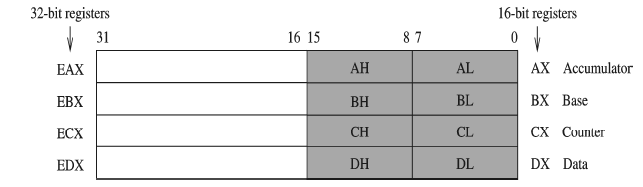 32-bit registers 16-bit registers
31 16 15 8 7 0
EAX AH AL AX Accumulator
EBX BH BL BX Base
ECX CH CL CX Counter
EDX DH DL DX Data